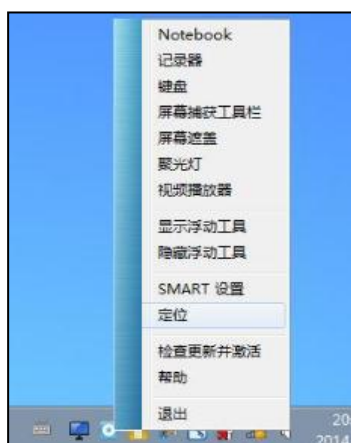 Notebook
记录器
键盘
屏幕捕获工具栏
屏幕遮盖
聚光灯
视频播放器
显示浮动工具
隐藏浮动工具
SMART 设置
定位
检查更新并激活
帮助
退出
20
2014